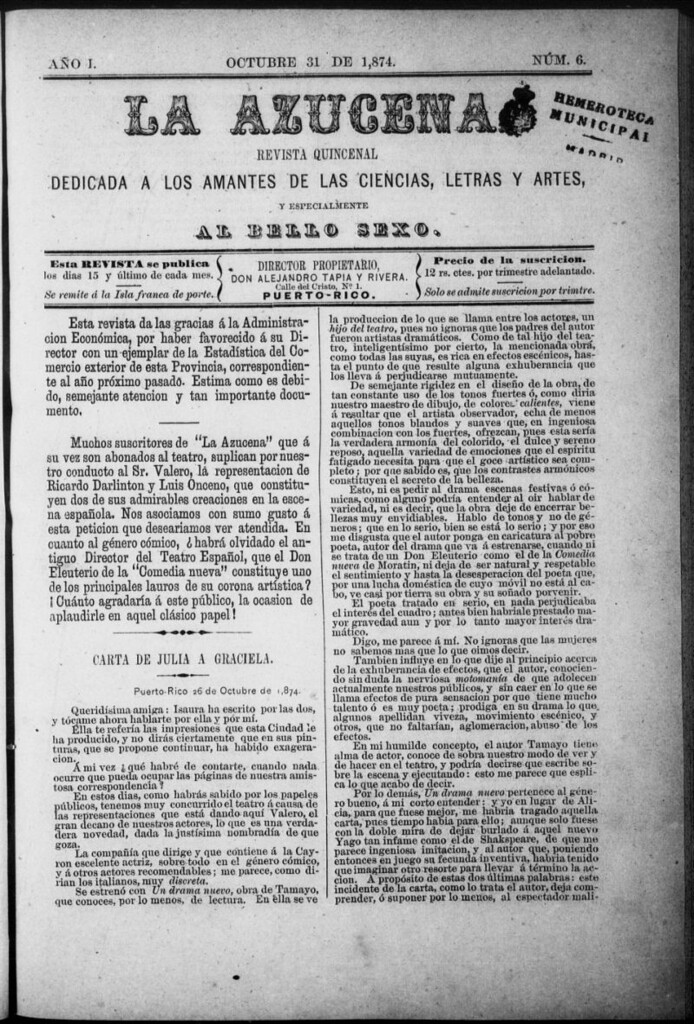 AÑO I.
OCTUBRE 31 DE 1,874.
NÚM. 6.
LA AZUCENA
HEMEROTECA
MUNICIPAL
MADRID
REVISTA QUINCENAL
DEDICADA A LOS AMANTES DE LAS CIENCIAS, LETRAS Y ARTES,
Y ESPECIALMENTE
AL BELLO SEXO.
Esta REVISTA se publica
los dias 15 y último de cada mes.
Se remite á la Isla franca de porte.
DIRECTOR PROPIETARIO,
DON ALEJANDRO TAPIA Y RIVERA.
Calle del Cristo, Nº 1.
PUERTO-RICO.
Precio de la suscricion.
12 rs. ctes. por trimestre adelantado.
Solo se admite suscricion por trimtre.
Esta revista da las gracias á la Administra-
cion Económica, por haber favorecido á su
Director con un ejemplar de la Estadística del Co-
mercio exterior de esta Provincia, correspondien-
te al año próximo pasado. Estima como es debi-
do, semejante atencion y tan importante docu-
mento.
Muchos suscritores de "La Azucena" que á
su vez son abonados al teatro, suplican por nues-
tro conducto al Sr. Valero, la representacion de
Ricardo Darlinton y Luis Onceno, que constitu-
yen dos de sus admirables creaciones en la esce-
na española. Nos asociamos con sumo gusto á
esta peticion que deseariamos ver atendida. En
cuanto al género cómico, ¿habrá olvidado el an-
tiguo Director del Teatro Español, que el Don
Eleuterio de la "Comedia nueva" constituye uno
de los principales lauros de su corona artística?
¡Cuánto agradaría á este público, la ocasion de
aplaudirle en aquel clásico papel!
CARTA DE JULIA A GRACIELA.
Puerto-Rico 26 de Octubre de 1,874.
Queridísima amiga: Isaura ha escrito por las dos,
y tócame ahora hablarte por ella y por mí.
Ella te refería las impresiones que esta Ciudad le
ha producido, y no dirás ciertamente que en sus pin-
turas, que se propone continuar, ha habido exagera-
cion.
Á mi vez ¿qué habré de contarte, cuando nada
ocurre que pueda ocupar las páginas de nuestra amis-
tosa correspondencia?
En estos dias, como habrás sabido por los papeles
públicos, tenemos muy concurrido el teatro á causa de
las representaciones que está dando aquí Valero, el
gran decano de nuestros actores, lo que es una verda-
dera novedad, dada la justísima nombradía de que
goza.
La compañía que dirige y que contiene á la Cay-
ron escelente actriz, sobre todo en el género cómico,
y á otros actores recomendables; me parece, como di-
rian los italianos, muy discreta.
Se estrenó con Un drama nuevo, obra de Tamayo,
que conoces, por lo menos, de lectura. En ella se ve
la produccion de lo que se llama entre los actores, un
hijo del teatro, pues no ignoras que los padres del autor
fueron artistas dramáticos. Como de tal hijo del tea-
tro, inteligentísimo por cierto, la mencionada obra,
como todas las suyas, es rica en efectos escénicos, has-
ta el punto de que resulte alguna exhuberancia que
los lleva á perjudicarse mutuamente.
De semejante rigidez en el diseño de la obra, de
tan constante uso de los tonos fuertes ó, como diria
nuestro maestro de dibujo, de colores calientes, viene
á resultar que el artista observador, echa de menos
aquellos tonos blandos y suaves que, en ingeniosa
combinacion con los fuertes, ofrezcan, pues esta sería
la verdadera armonía del colorido, el dulce y sereno
reposo, aquella variedad de emociones que el espíritu
fatigado necesita para que el goce artístico sea com-
pleto; por que sabido es, que los contrastes armónicos
constituyen el secreto de la belleza.
Esto, ni es pedir al drama escenas festivas ó có-
micas, como alguno podría entender al oir hablar de
variedad, ni es decir, que la obra deje de encerrar be-
llezas muy envidiables. Hablo de tonos y no de gé-
neros; que en lo serio, bien se está lo serio; y por eso
me disgusta que el autor ponga en caricatura al pobre
poeta, autor del drama que va á estrenarse, cuando ni
se trata de un Don Eleuterio como el de la Comedia
nueva de Moratin, ni deja de ser natural y respetable
el sentimiento y hasta la desesperacion del poeta que,
por una lucha doméstica de cuyo móvil no está al ca-
bo, ve casi por tierra su obra y su soñado porvenir.
El poeta tratado en serio, en nada perjudicaba
el interés del cuadro; antes bien habriale prestado ma-
yor gravedad aun y por lo tanto mayor interés dra-
mático.
Digo, me parece á mí. No ignoras que las mujeres
no sabemos mas que lo que oimos decir.
Tambien influye en lo que dije al principio acerca
de la exhuberancia de efectos, que el autor, conocien-
do sin duda la nerviosa motomanía de que adolecen
actualmente nuestros públicos, y sin caer en lo que se
llama efectos de pura sensacion por que tiene mucho
talento ó es muy poeta; prodiga en su drama lo que
algunos apellidan viveza, movimiento escénico, y
otros, que no faltarían, aglomeracion, abuso de los
efectos.
En mi humilde concepto, el autor Tamayo tiene
alma de actor, conoce de sobra nuestro modo de ver y
de hacer en el teatro, y podría decirse que escribe so-
bre la escena y ejecutando: esto me parece que espli-
ca lo que acabo de decir.
Por lo demás, Un drama nuevo pertenece al géne-
ro bueno, á mi corto entender: y yo en lugar de Ali-
cia, para que fuese mejor, me habría tragado aquella
carta, pues tiempo había para ello; aunque solo fuese
con la doble mira de dejar burlado á aquel nuevo
Yago tan infame como el de Shakspeare, de que me
parece ingeniosa imitacion, y al autor que, poniendo
entonces en juego su fecunda inventiva, habria tenido
que imaginar otro resorte para llevar á término la ac-
cion. A propósito de estas dos últimas palabras: este
incidente de la carta, como lo trata el autor, deja com-
prender, ó suponer por lo menos, al espectador mali-